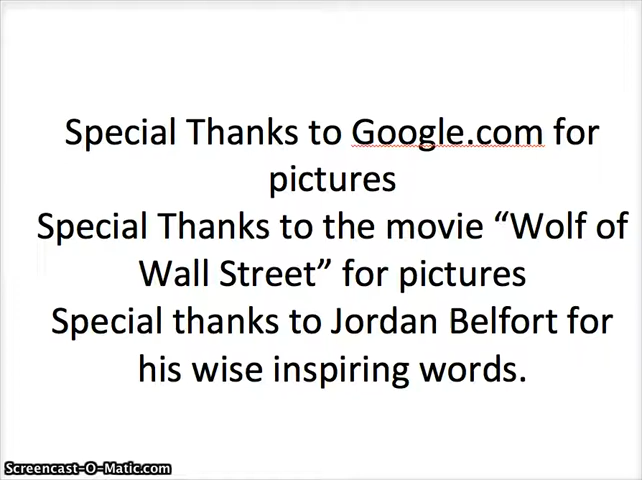 Special Thanks to Google.com for
pictures
Special Thanks to the movie “Wolf of
Wall Street” for pictures
Special thanks to Jordan Belfort for
his wise inspiring words.
Screencast-O-Matic.com